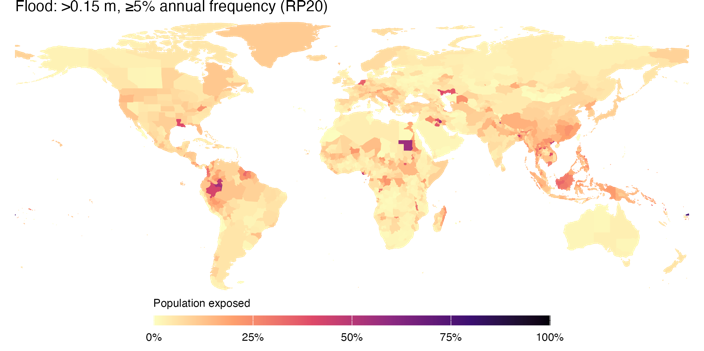 Flood: >0.15 m, ≥5% annual frequency (RP20)
Population exposed
0% 25% 50% 75% 100%